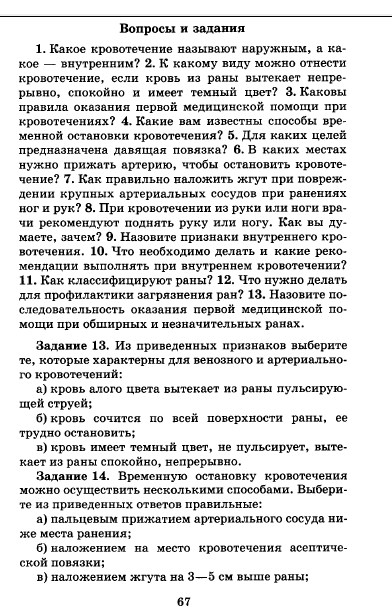 Вопросы и задания
1. Какое кровотечение называют наружным, а ка-
кое — внутренним? 2. К какому виду можно отнести
кровотечение, если кровь из раны вытекает непре-
рывно, спокойно и имеет темный цвет? 3. Каковы
правила оказания первой медицинской помощи при
кровотечениях? 4. Какие вам известны способы вре-
менной остановки кровотечения? 5. Для каких целей
предназначена давящая повязка? 6. В каких местах
нужно прижать артерию, чтобы остановить кровоте-
чение? 7. Как правильно наложить жгут при повреж-
дении крупных артериальных сосудов при ранениях
ног и рук? 8. При кровотечении из руки или ноги вра-
чи рекомендуют поднять руку или ногу. Как вы ду-
маете, зачем? 9. Назовите признаки внутреннего кро-
вотечения. 10. Что необходимо делать и какие реко-
мендации выполнять при внутреннем кровотечении?
11. Как классифицируют раны? 12. Что нужно делать
для профилактики загрязнения ран? 13. Назовите по-
следовательность оказания первой медицинской по-
мощи при обширных и незначительных ранах.
Задание 13. Из приведенных признаков выберите
те, которые характерны для венозного и артериально-
го кровотечений:
а) кровь алого цвета вытекает из раны пульсирую-
щей струей;
б) кровь сочится по всей поверхности раны, ее
трудно остановить;
в) кровь имеет темный цвет, не пульсирует, выте-
кает из раны спокойно, непрерывно.
Задание 14. Временную остановку кровотечения
можно осуществить несколькими способами. Выбери-
те из приведенных ответов правильные:
а) пальцевым прижатием артериального сосуда ни-
же места ранения;
б) наложением на место кровотечения асептиче-
ской повязки;
в) наложением жгута на 3—5 см выше раны;
67